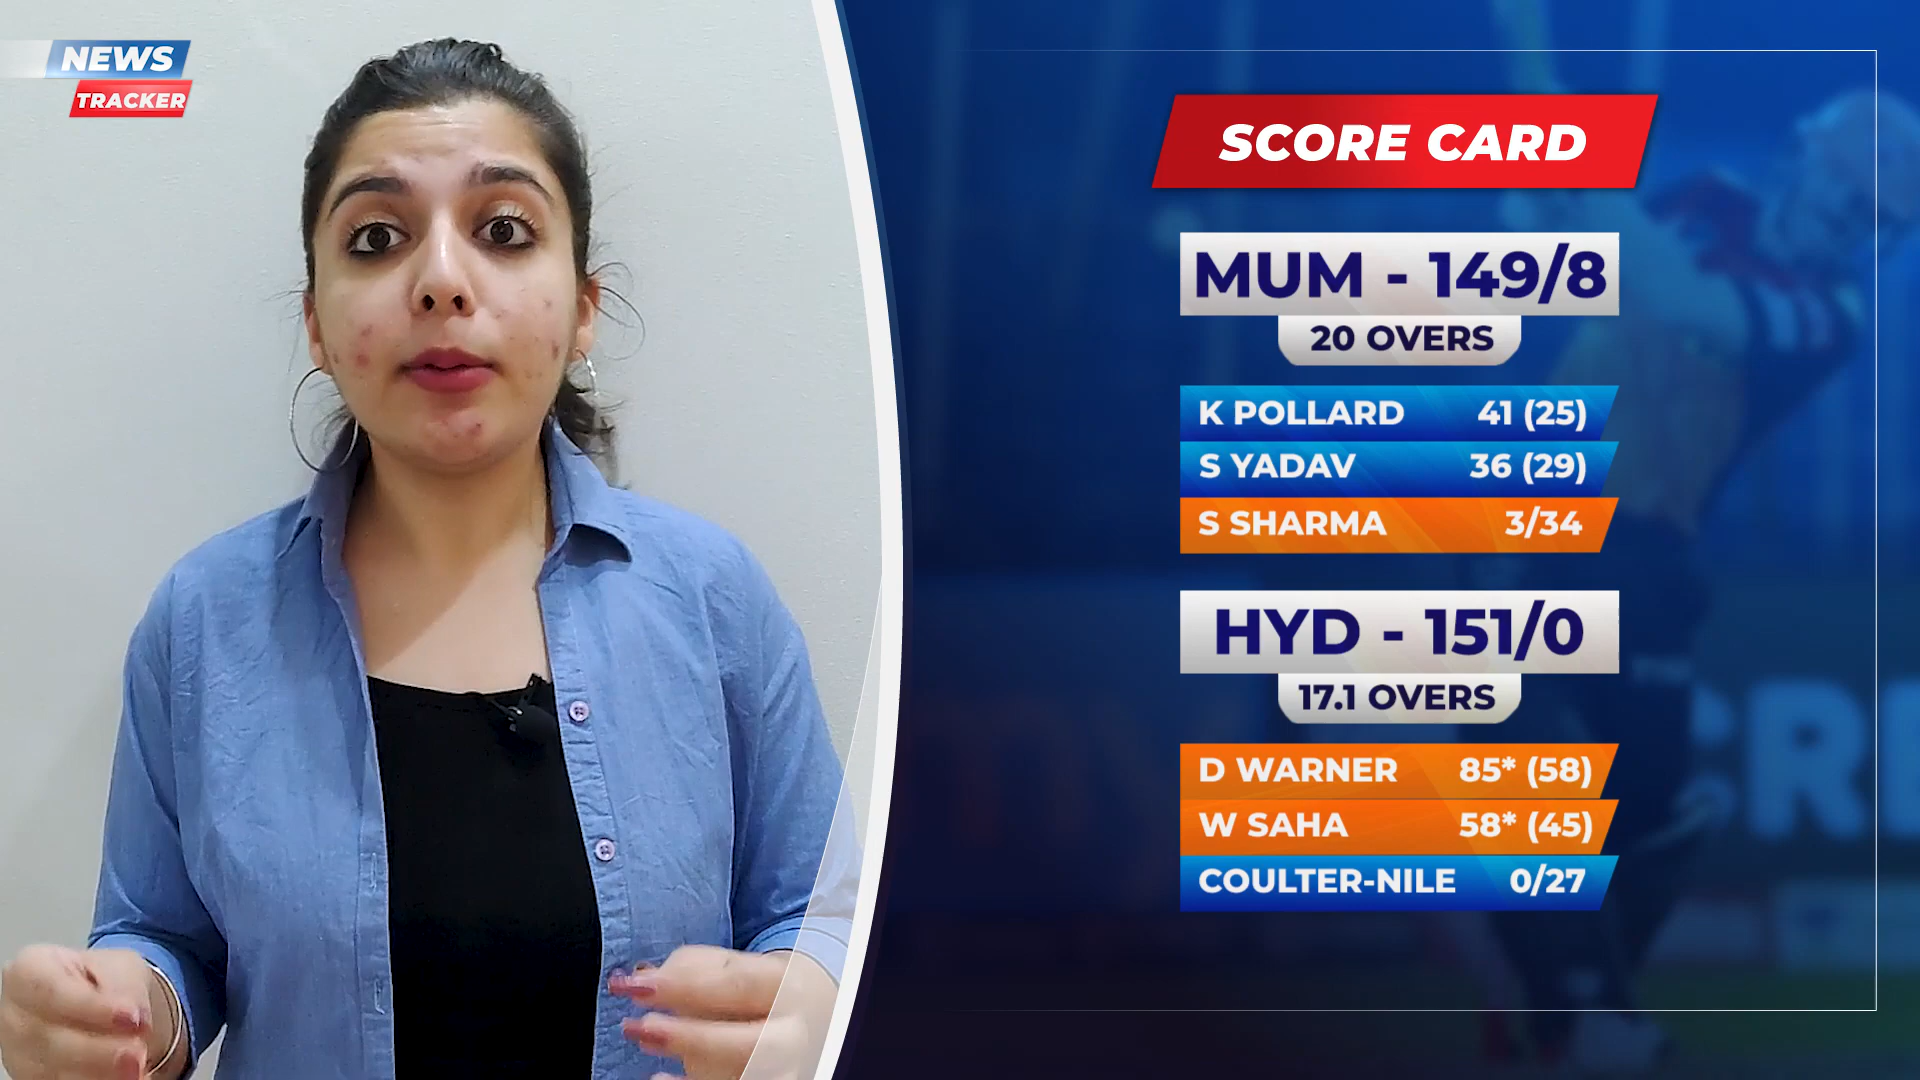 NEWS
TRACKER
SCORE CARD
MUM - 149/8
20 OVERS
K POLLARD 41 (25)
S YADAV 36 (29)
S SHARMA 3/34
HYD - 151/0
17.1 OVERS
D WARNER 85* (58)
W SAHA 58* (45)
COULTER-NILE 0/27